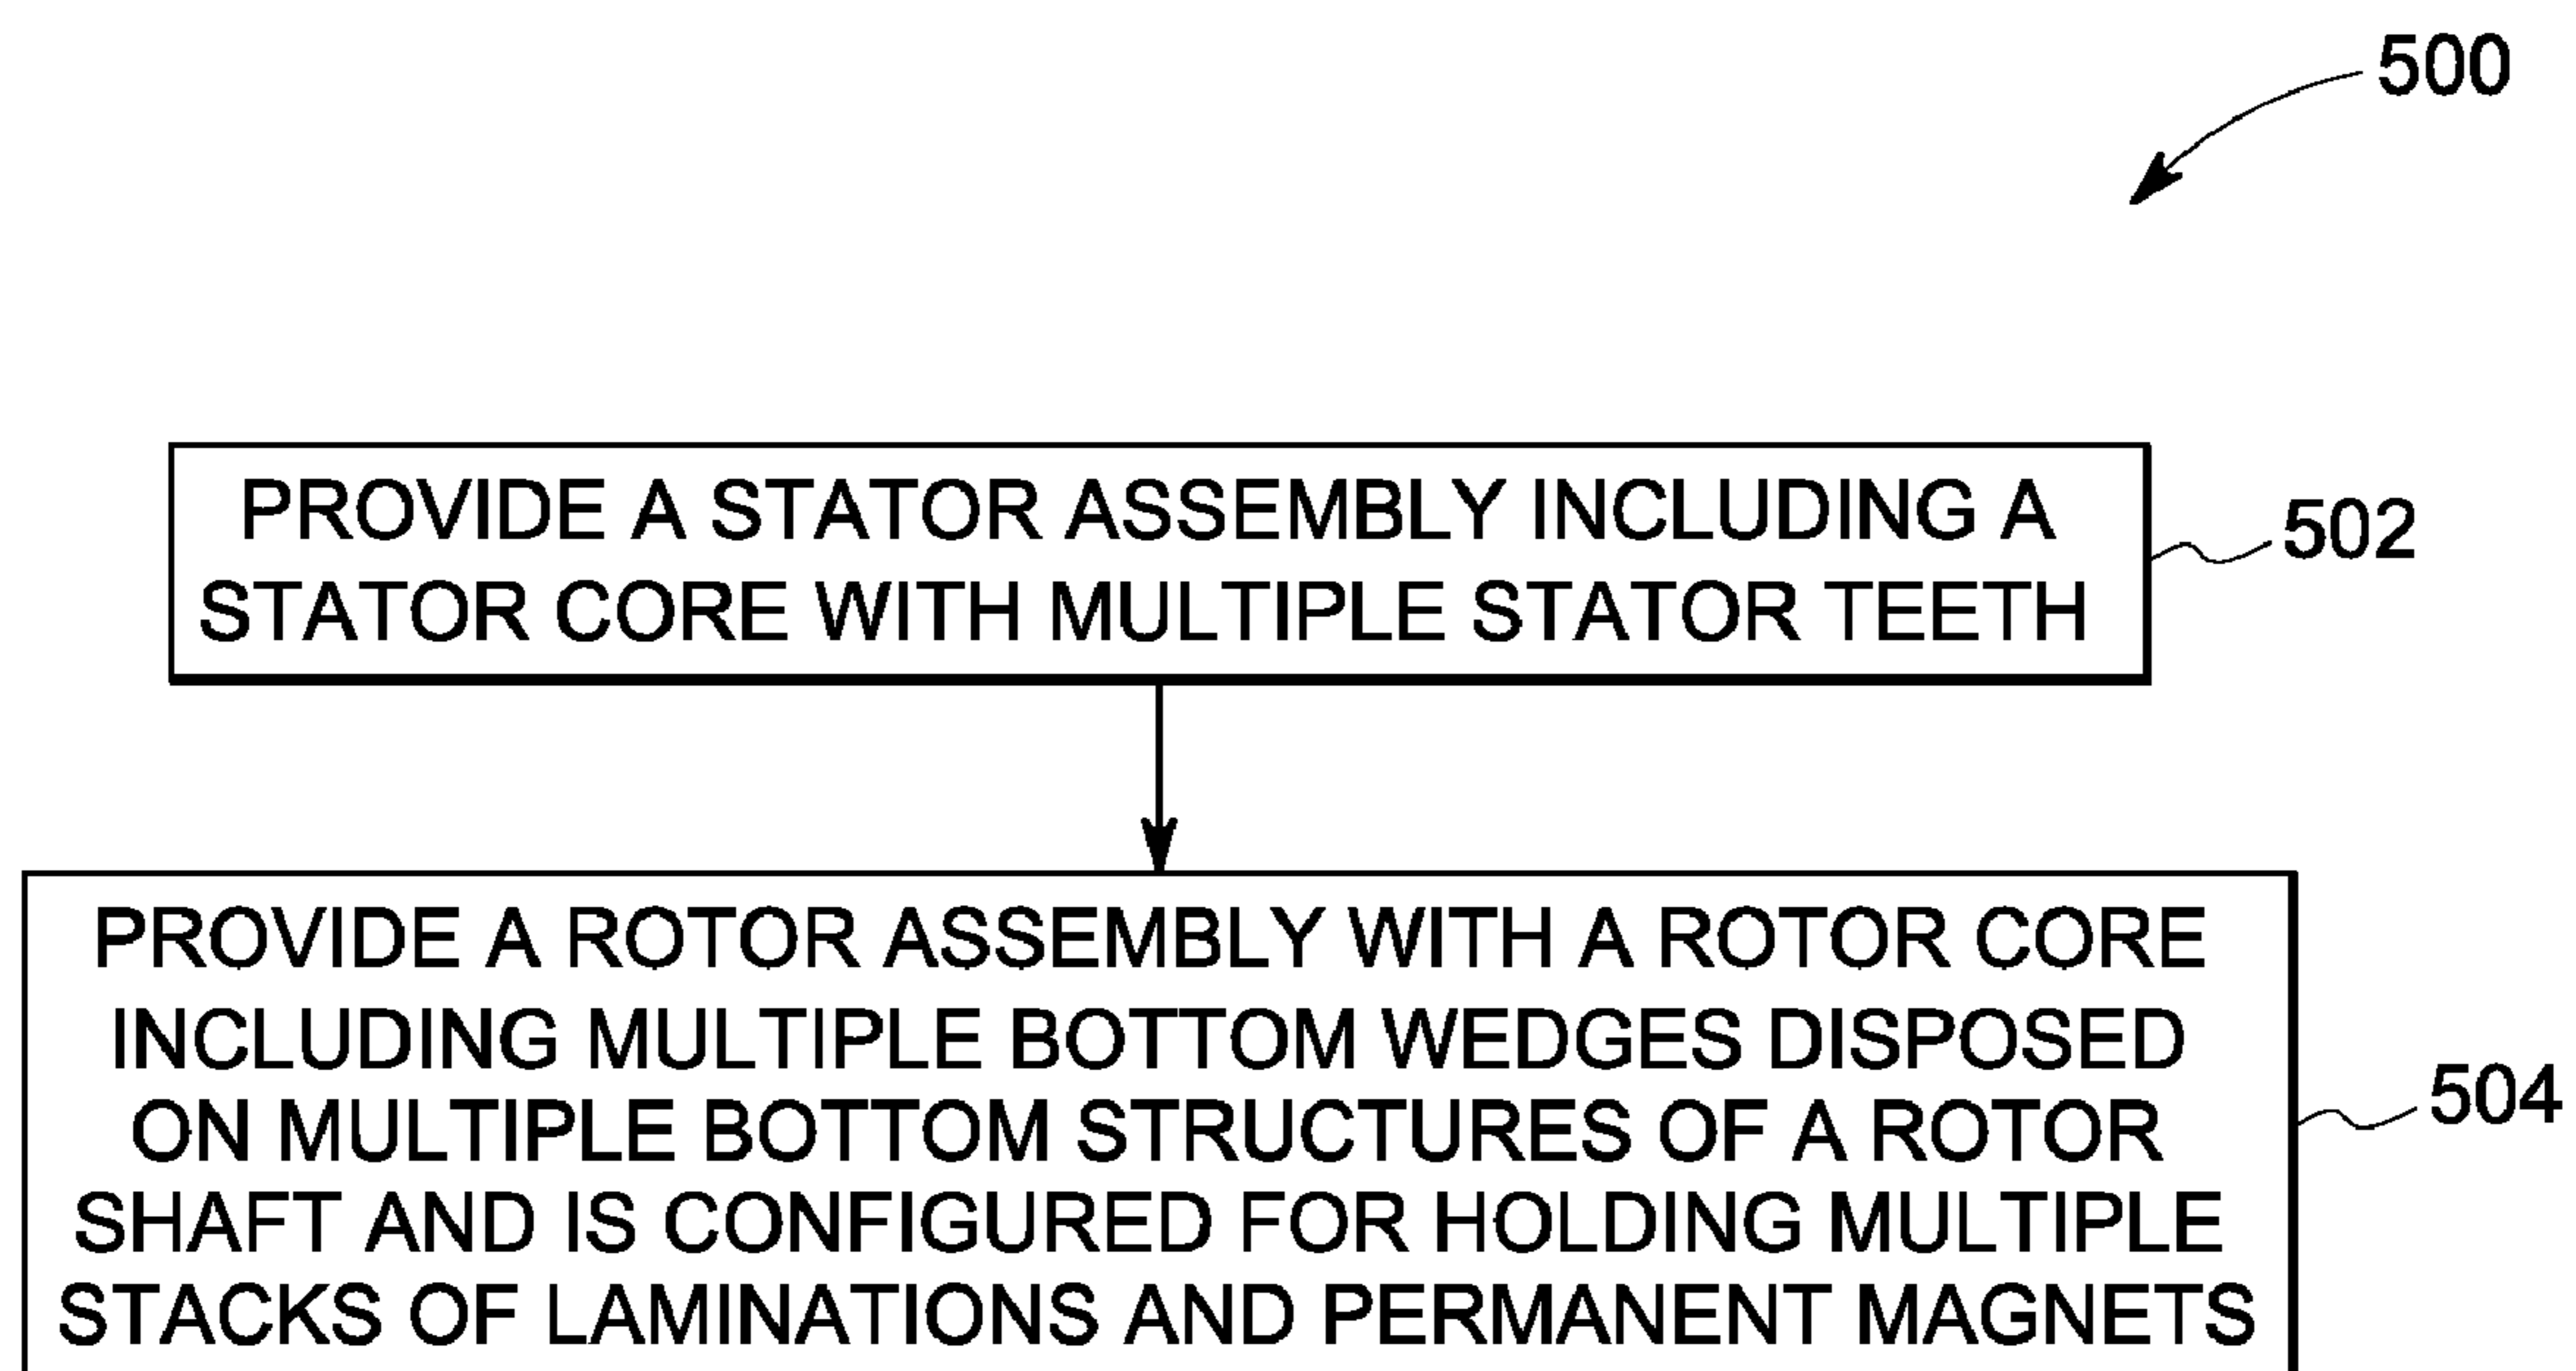 500
PROVIDE A STATOR ASSEMBLY INCLUDING A
STATOR CORE WITH MULTIPLE STATOR TEETH
502
PROVIDE A ROTOR ASSEMBLY WITH A ROTOR CORE
INCLUDING MULTIPLE BOTTOM WEDGES DISPOSED
ON MULTIPLE BOTTOM STRUCTURES OF A ROTOR
SHAFT AND IS CONFIGURED FOR HOLDING MULTIPLE
STACKS OF LAMINATIONS AND PERMANENT MAGNETS
504